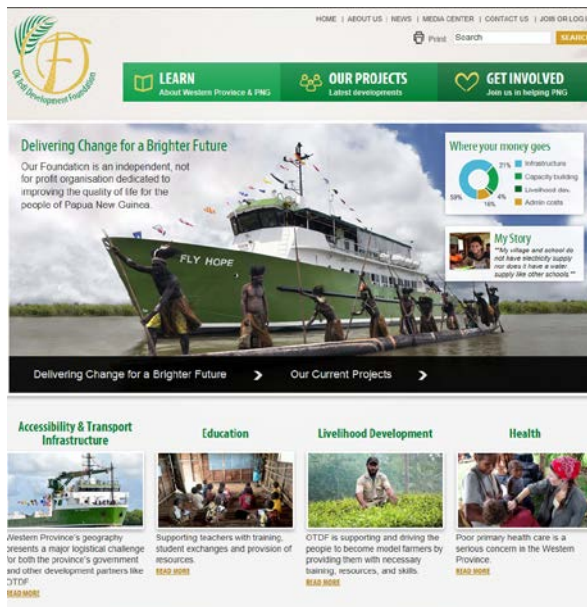 HOME | ABOUT US | NEWS | MEDIA CENTER | CONTACT US | JOIN OR LOG I
Print Search SEARCH
Ok Tedi Development Foundation
LEARN
About Western Province & PNG
OUR PROJECTS
Latest developments
GET INVOLVED
Join us in helping PNG
Delivering Change for a Brighter Future
Our Foundation is an independent, not
for profit organisation dedicated to
improving the quality of life for the
people of Papua New Guinea.
Where your money goes
21%
59%
4%
16%
Infrastructure
Capacity building
Livelihood dev.
Admin costs
My Story
"My village and school do
not have electricity supply
nor does it have a water
supply like other schools."
FLY HOPE
Delivering Change for a Brighter Future
Our Current Projects
Accessibility & Transport
Infrastructure
Western Province's geography
presents a major logistical challenge
for both the province's government
and other development partners like
OTDF
READ MORE
Education
Supporting teachers with training,
student exchanges and provision of
resources.
READ MORE
Livelihood Development
OTDF is supporting and driving the
people to become model farmers by
providing them with necessary
training, resources, and skills.
READ MORE
Health
Poor primary health care is a
serious concern in the Western
Province.
READ MORE